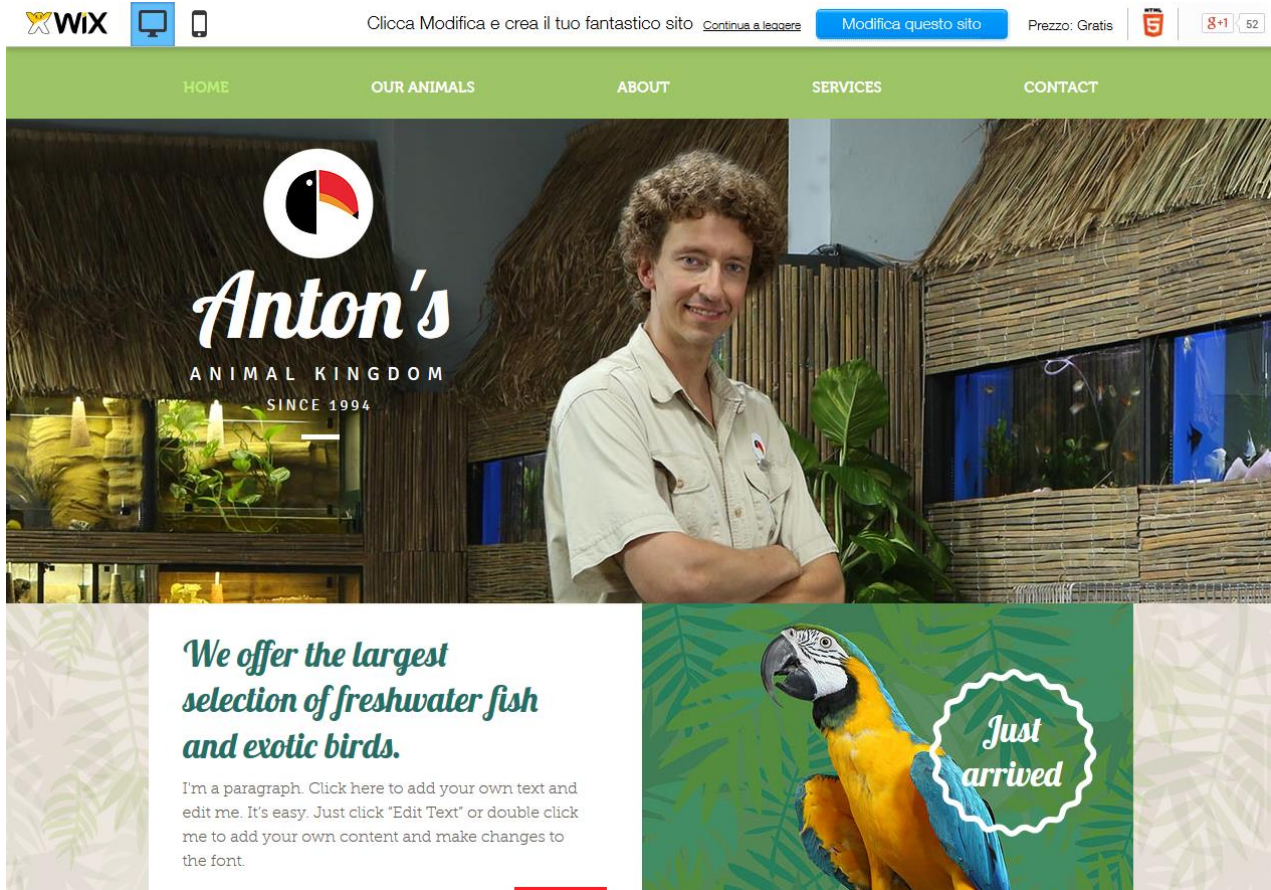 WiX
Clicca Modifica e crea il tuo fantastico sito Continua a leggere
Modifica questo sito
Prezzo: Gratis
HTML
5
g+1
52
HOME
OUR ANIMALS
ABOUT
SERVICES
CONTACT
Anton's
ANIMAL KINGDOM
SINCE 1994
We offer the largest
selection of freshwater fish
and exotic birds.
I'm a paragraph. Click here to add your own text and
edit me. It's easy. Just click “Edit Text” or double click
me to add your own content and make changes to
the font.
Just
arrived